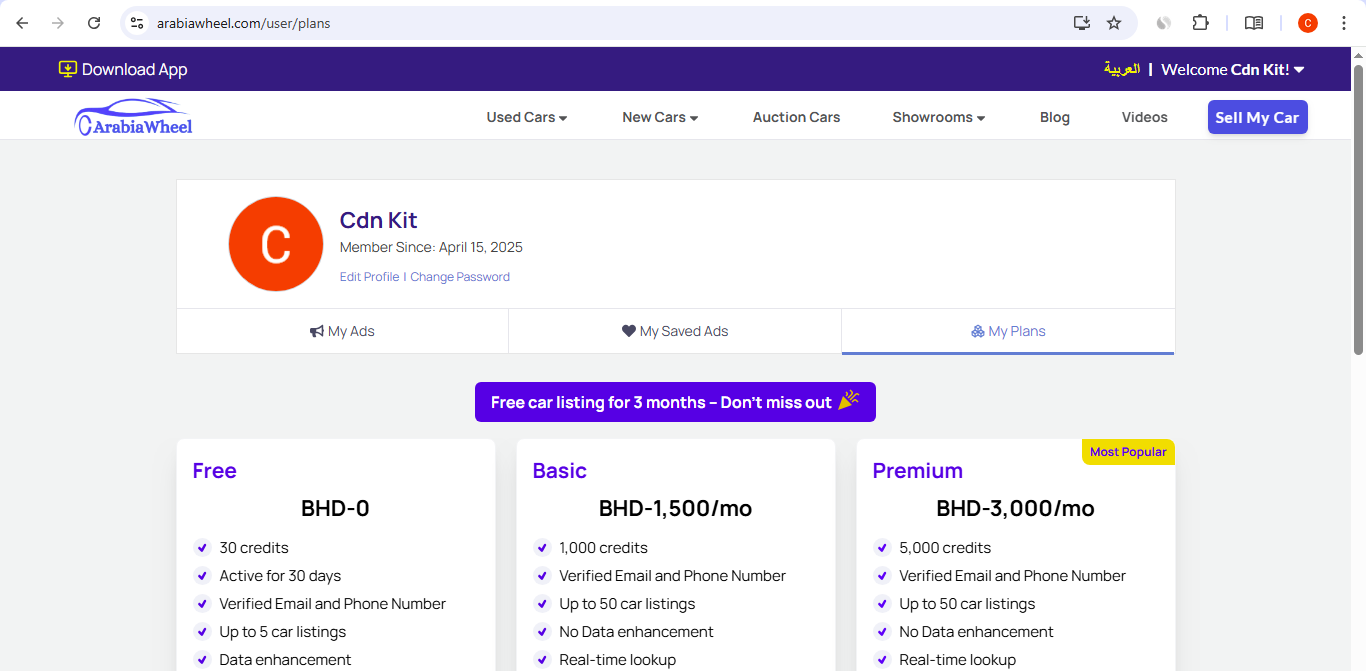 arabiawheel.com/user/plans
C
Download App
العربية | Welcome Cdn Kit!
ArabiaWheel
Used Cars
New Cars
Auction Cars
Showrooms
Blog
Videos
Sell My Car
C
Cdn Kit
Member Since: April 15, 2025
Edit Profile | Change Password
My Ads
My Saved Ads
My Plans
Free car listing for 3 months – Don't miss out
Free
BHD-0
30 credits
Active for 30 days
Verified Email and Phone Number
Up to 5 car listings
Data enhancement
Basic
BHD-1,500/mo
1,000 credits
Verified Email and Phone Number
Up to 50 car listings
No Data enhancement
Real-time lookup
Most Popular
Premium
BHD-3,000/mo
5,000 credits
Verified Email and Phone Number
Up to 50 car listings
No Data enhancement
Real-time lookup